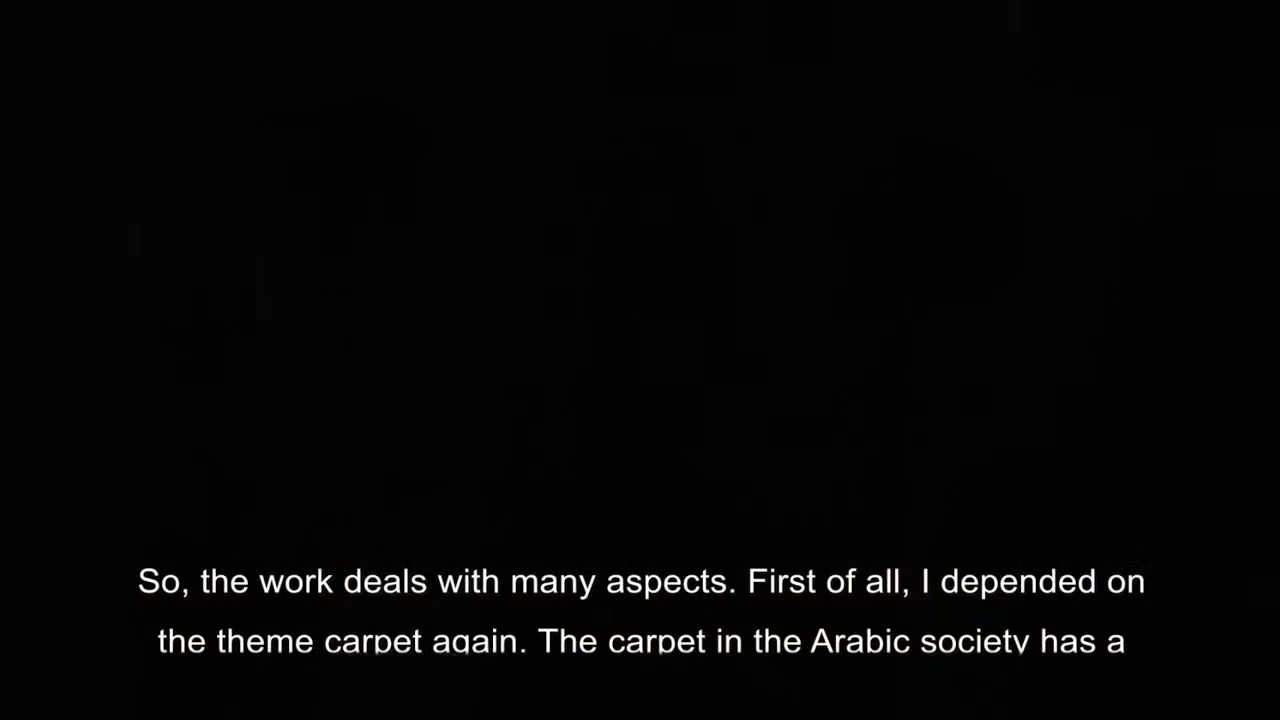 So, the work deals with many aspects. First of all, I depended on
the theme carpet again. The carpet in the Arabic society has a